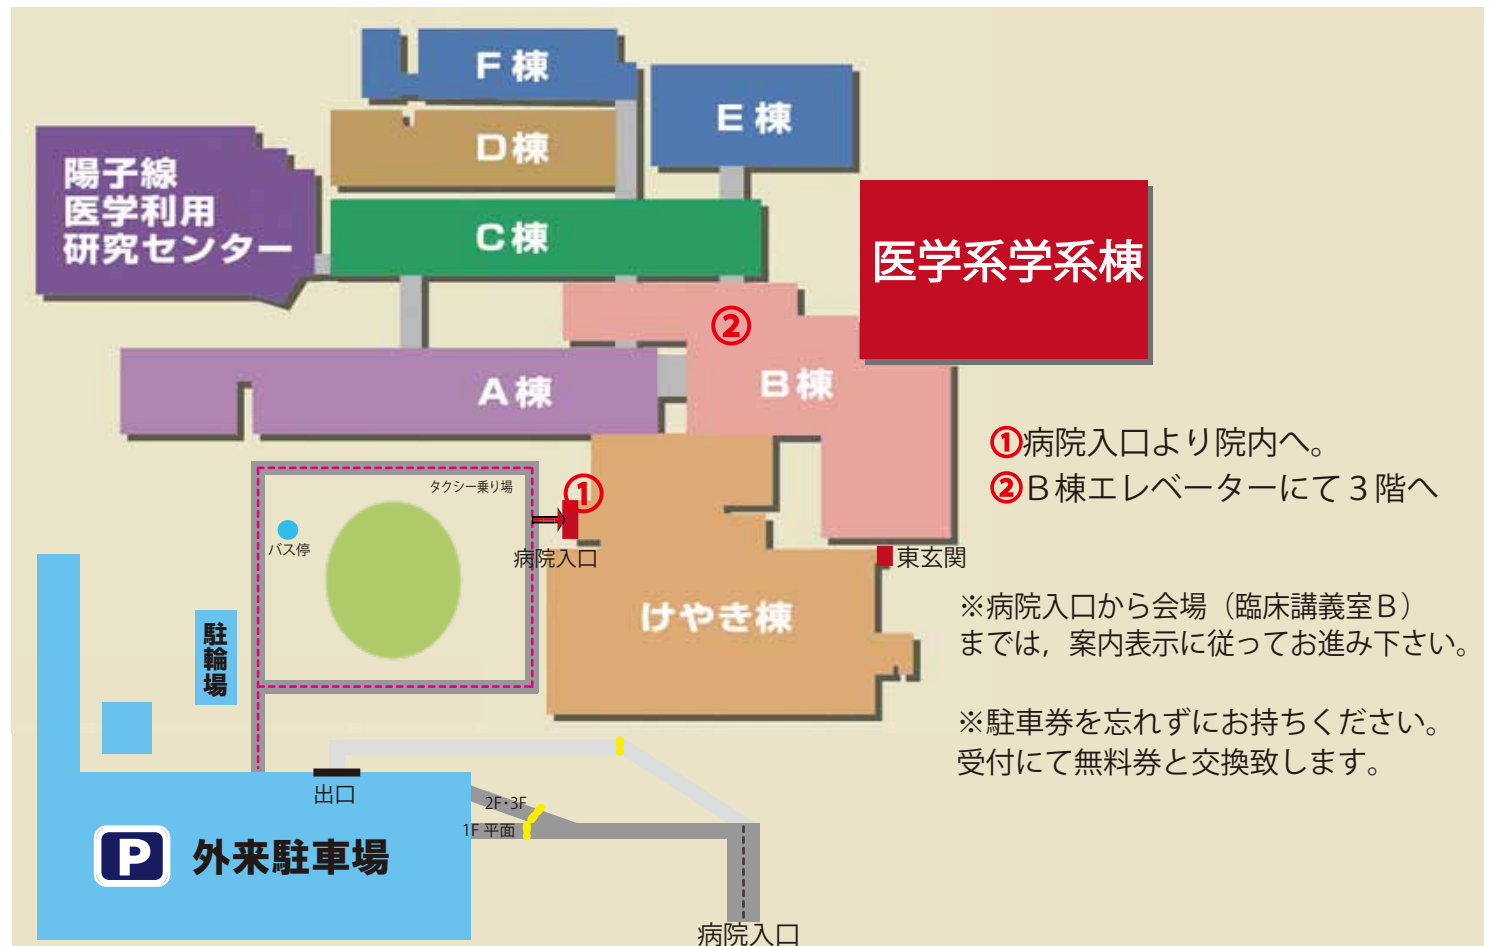 F棟
E棟
D棟
陽子線
医学利用
研究センター
C棟
医学系学系棟
②
A棟
B棟
①病院入口より院内へ。
②B棟エレベーターにて3階へ
タクシー乗り場
①
バス停
病院入口
東玄関
けやき棟
※病院入口から会場（臨床講義室B）
までは，案内表示に従ってお進み下さい。
駐輪場
※駐車券を忘れずにお持ちください。
受付にて無料券と交換致します。
出口
2F・3F
1F 平面
P 外来駐車場
病院入口